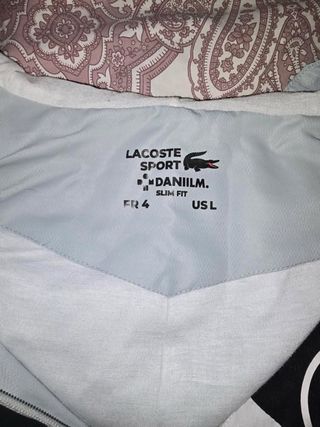 LACOSTE
SPORT
DANIILM.
SLIM FIT
FR 4 US L